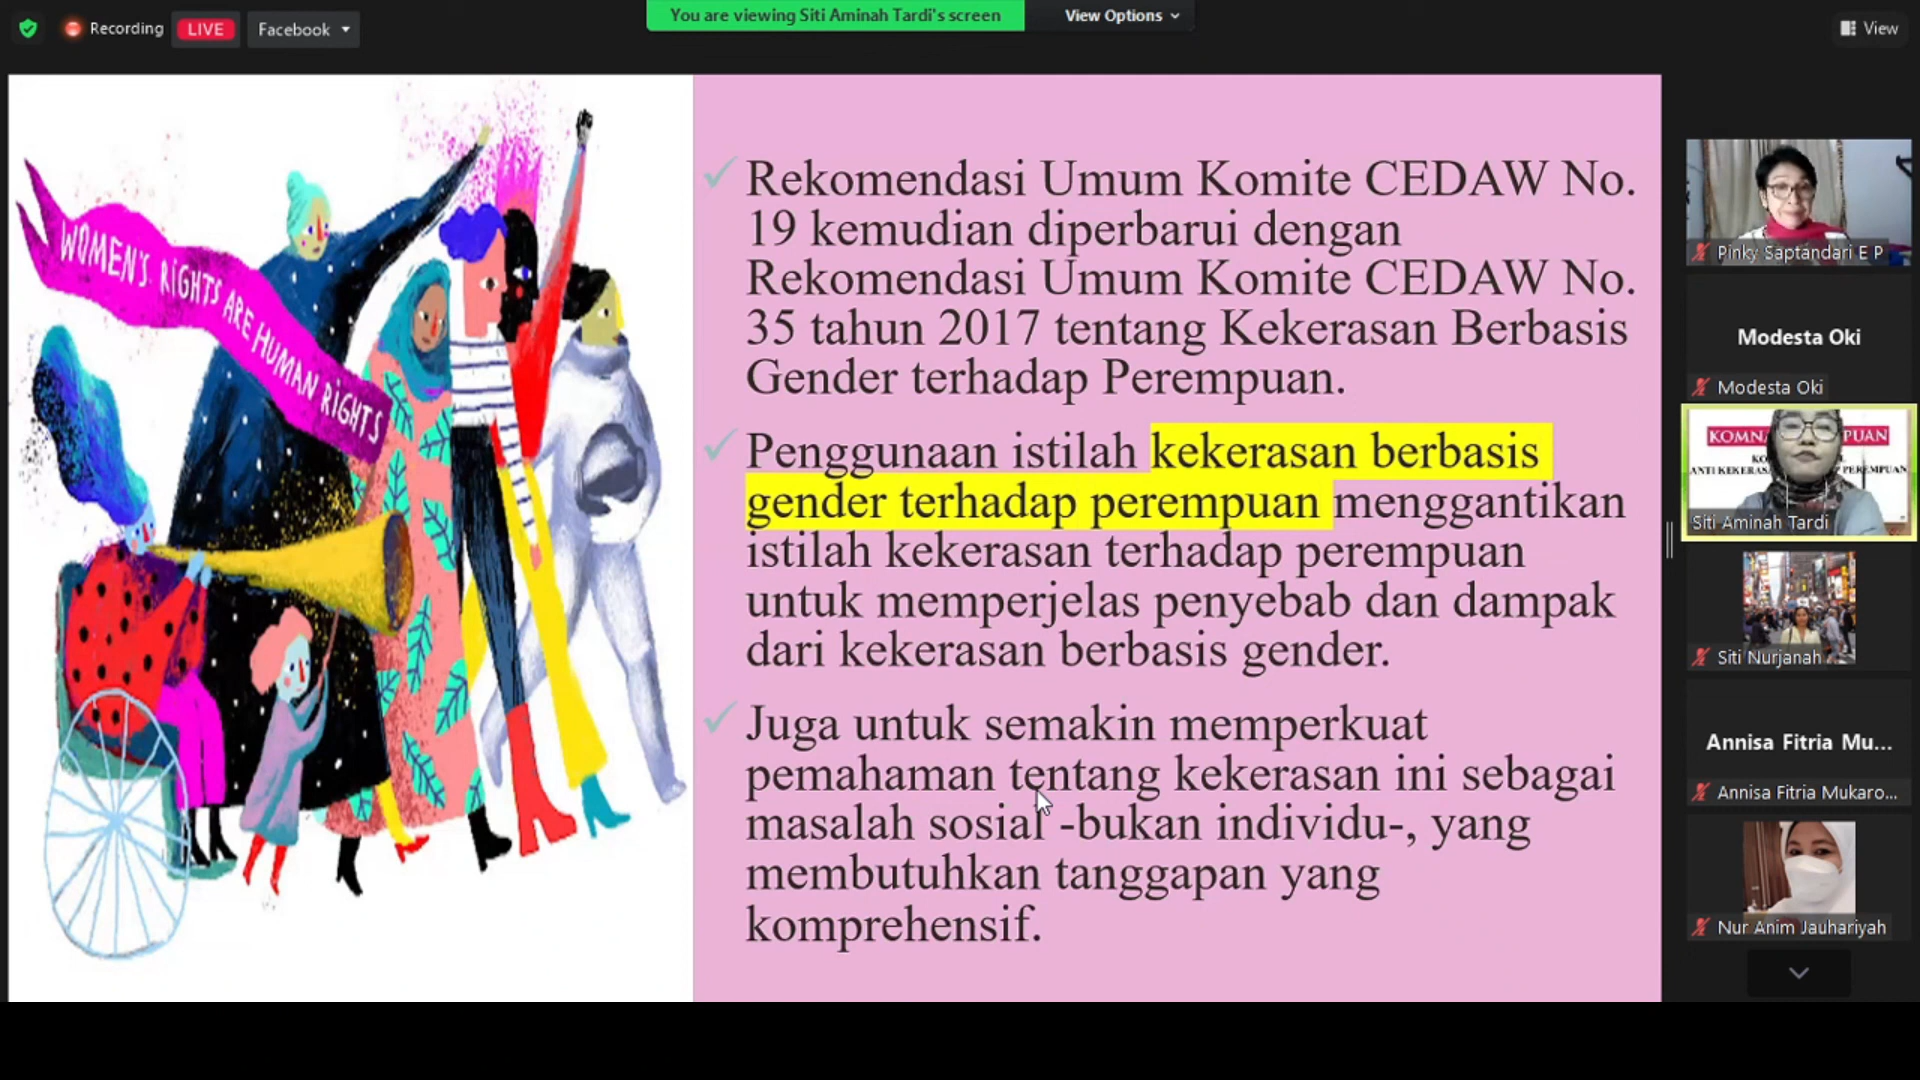 Recording
LIVE
Facebook
You are viewing Siti Aminah Tardi's screen
View Options
View
WOMEN'S RIGHTS ARE HUMAN RIGHTS
Rekomendasi Umum Komite CEDAW No.
19 kemudian diperbarui dengan
Rekomendasi Umum Komite CEDAW No.
35 tahun 2017 tentang Kekerasan Berbasis
Gender terhadap Perempuan.
Penggunaan istilah kekerasan berbasis
gender terhadap perempuan menggantikan
istilah kekerasan terhadap perempuan
untuk memperjelas penyebab dan dampak
dari kekerasan berbasis gender.
Juga untuk semakin memperkuat
pemahaman tentang kekerasan ini sebagai
masalah sosial -bukan individu-, yang
membutuhkan tanggapan yang
komprehensif.
Pinky Saptandari E P
Modesta Oki
Modesta Oki
KOMN PUAN
ANTI KEKERA PEREMPUAN
Siti Aminah Tardi
Siti Nurjanah
Annisa Fitria Mu...
Annisa Fitria Mukaro...
Nur Anim Jauhariyah